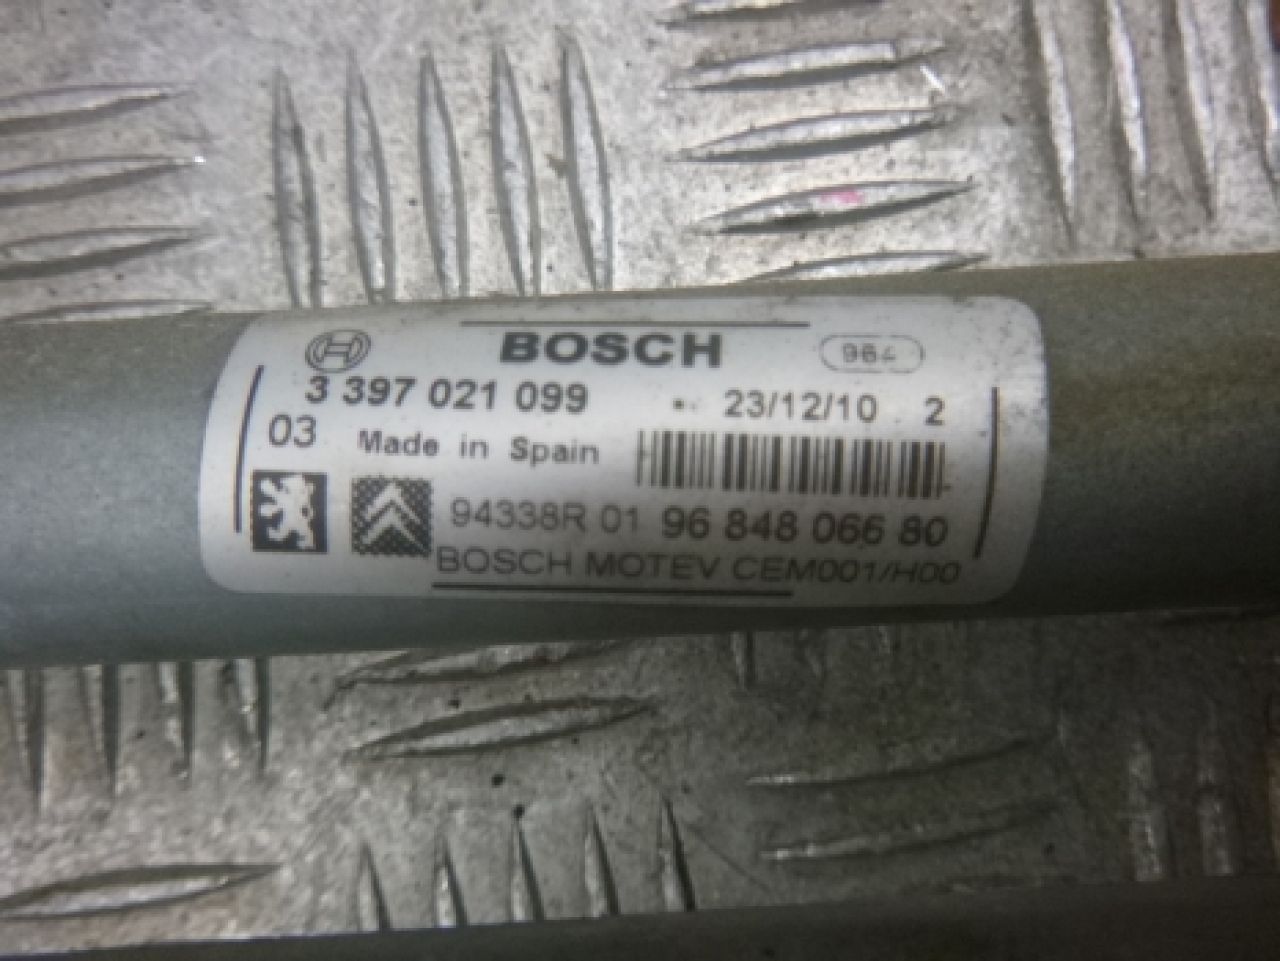 BOSCH 984
3 397 021 099 23/12/10 2
03 Made in Spain
94338R 01 96 848 066 80
BOSCH MOTEV CEM001/H00